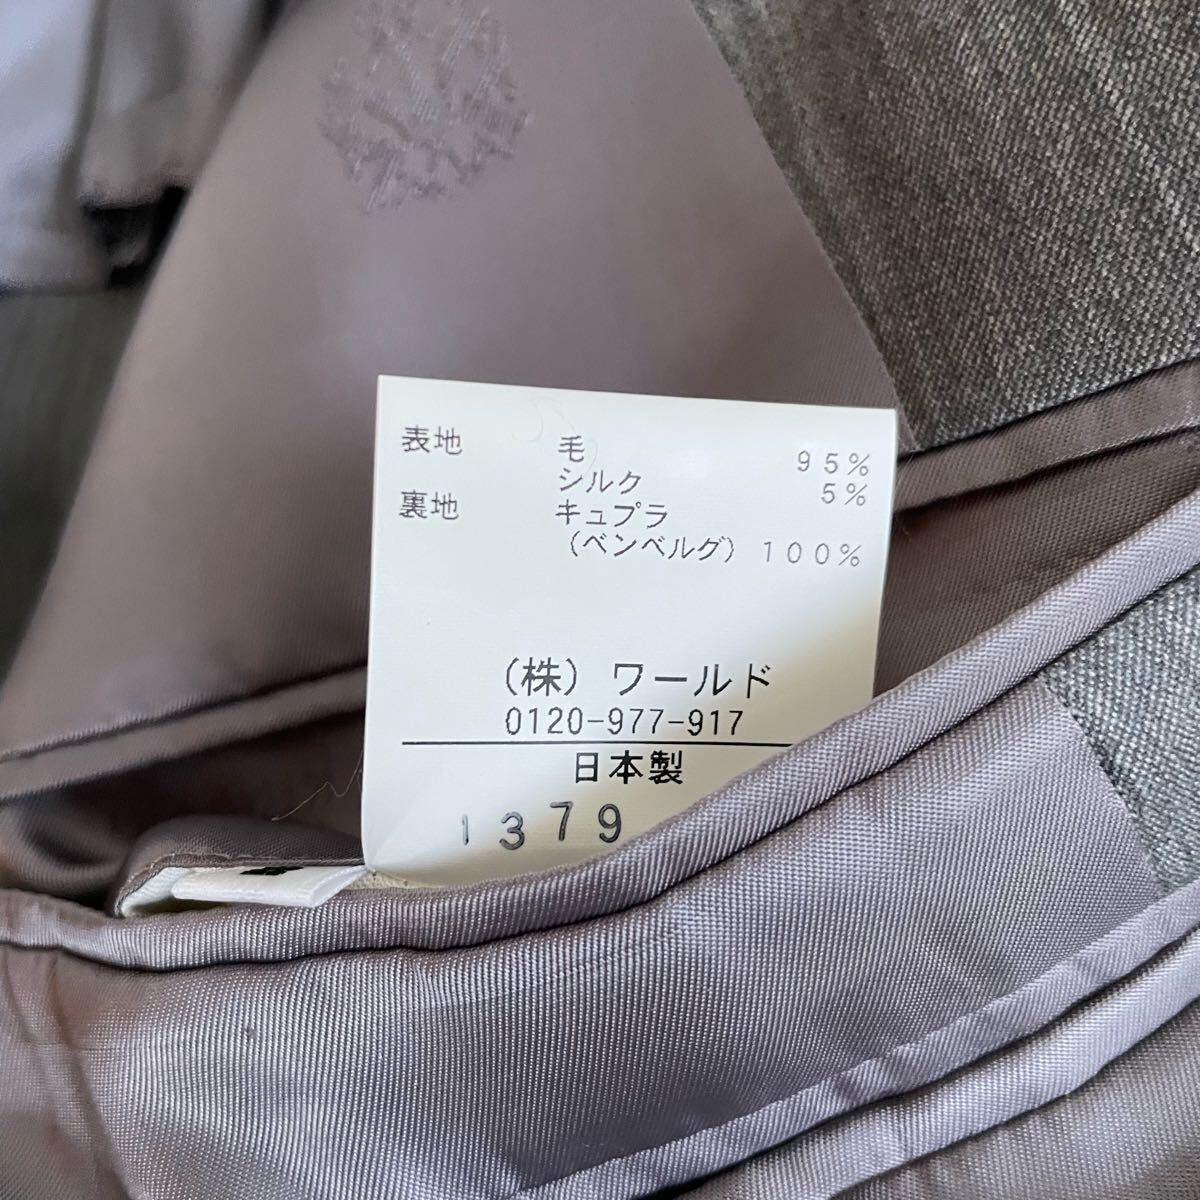 表地 毛 95%
シルク 5%
裏地 キュプラ
(ベンベルグ) 100%
(株) ワールド
0120-977-917
日本製
1379